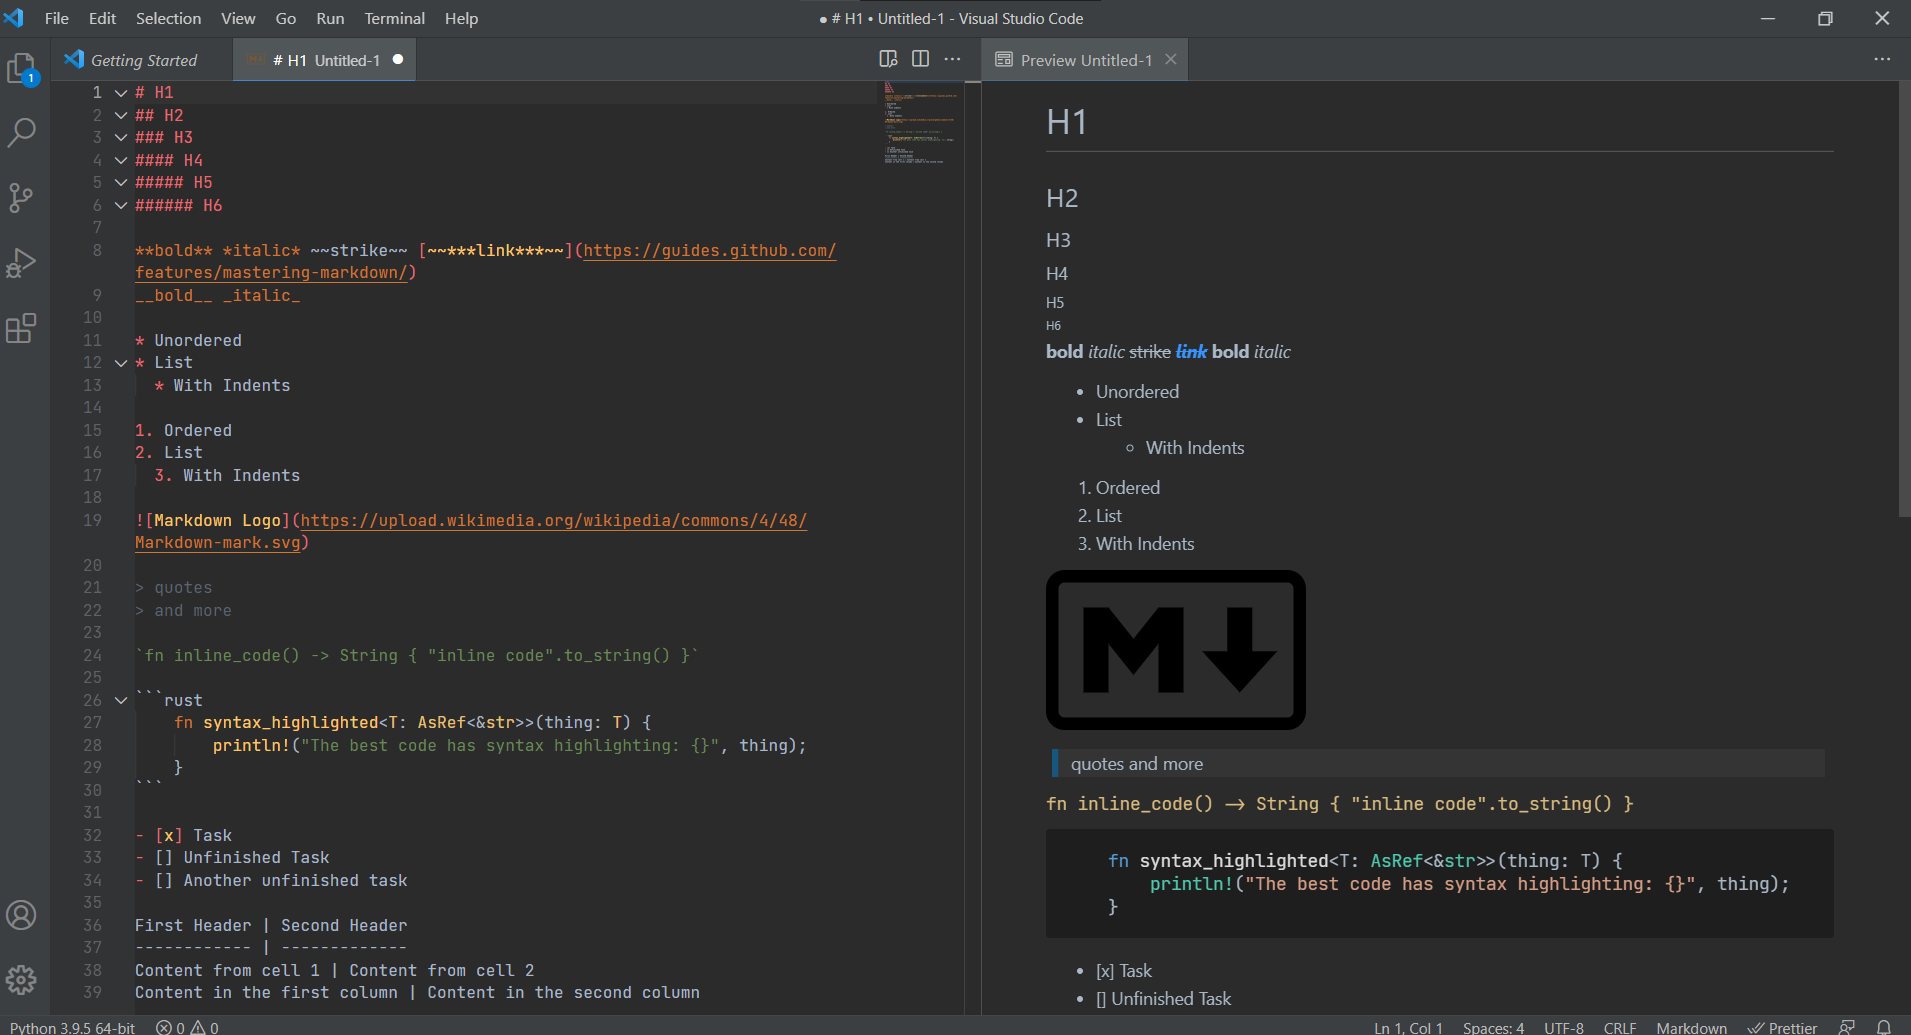 File Edit Selection View Go Run Terminal Help
● # H1 • Untitled-1 - Visual Studio Code
Getting Started
# H1 Untitled-1 ●
Preview Untitled-1
1
1 # H1
2 ## H2
3 ### H3
4 #### H4
5 ##### H5
6 ###### H6
7
8 **bold** *italic* ~~strike~~ [~~***link***~~](https://guides.github.com/
features/mastering-markdown/)
9 __bold__ _italic_
10
11 * Unordered
12 * List
13   * With Indents
14
15 1. Ordered
16 2. List
17   3. With Indents
18
19 ![Markdown Logo](https://upload.wikimedia.org/wikipedia/commons/4/48/
Markdown-mark.svg)
20
21 > quotes
22 > and more
23
24 `fn inline_code() -> String { "inline code".to_string() }`
25
26 ```rust
27     fn syntax_highlighted<T: AsRef<&str>>(thing: T) {
28         println!("The best code has syntax highlighting: {}", thing);
29     }
30 ```
31
32 - [x] Task
33 - [] Unfinished Task
34 - [] Another unfinished task
35
36 First Header | Second Header
37 ------------ | -------------
38 Content from cell 1 | Content from cell 2
39 Content in the first column | Content in the second column
H1
H2
H3
H4
H5
H6
bold italic strike link bold italic
• Unordered
• List
◦ With Indents
1. Ordered
2. List
3. With Indents
M
quotes and more
fn inline_code() → String { "inline code".to_string() }
fn syntax_highlighted<T: AsRef<&str>>(thing: T) {
    println!("The best code has syntax highlighting: {}", thing);
}
• [x] Task
• [] Unfinished Task
Python 3.9.5 64-bit 0 0
Ln 1, Col 1 Spaces: 4 UTF-8 CRLF Markdown Prettier